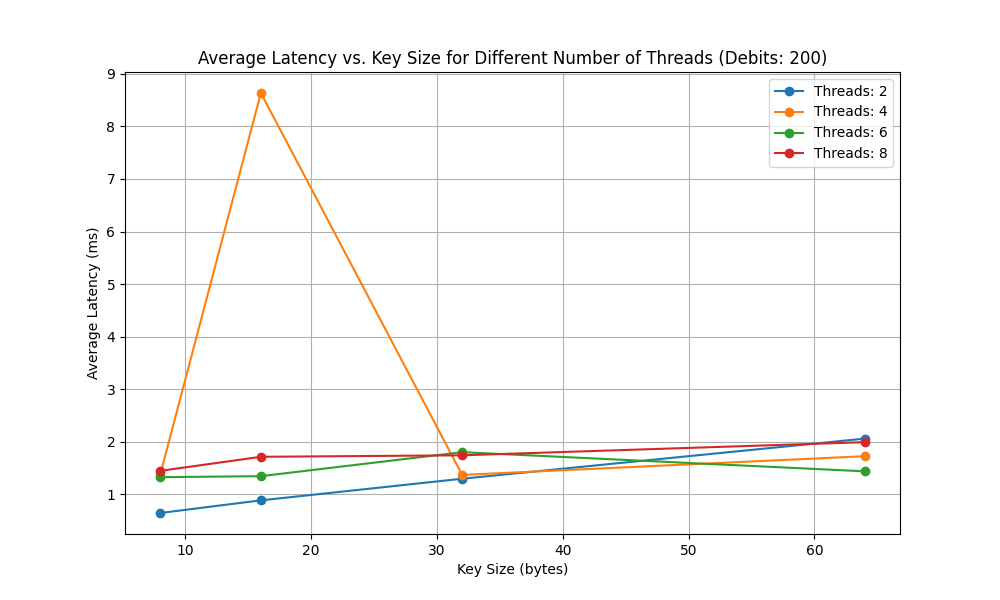 Average Latency vs. Key Size for Different Number of Threads (Debits: 200)
9
8
7
6
5
4
3
2
1
Average Latency (ms)
Threads: 2
Threads: 4
Threads: 6
Threads: 8
10
20
30
40
50
60
Key Size (bytes)